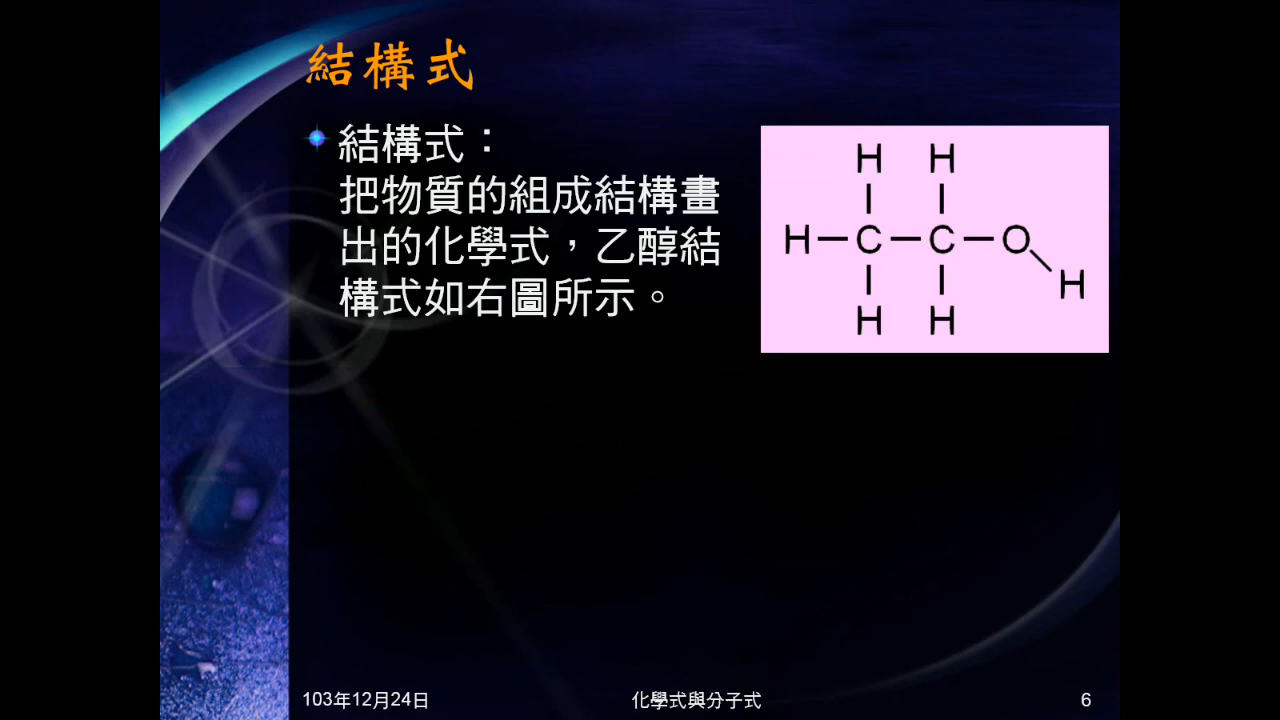 結構式
結構式：
把物質的組成結構畫
出的化學式，乙醇結
構式如右圖所示。
H H
H C C O
H
H H
103年12月24日
化學式與分子式
6